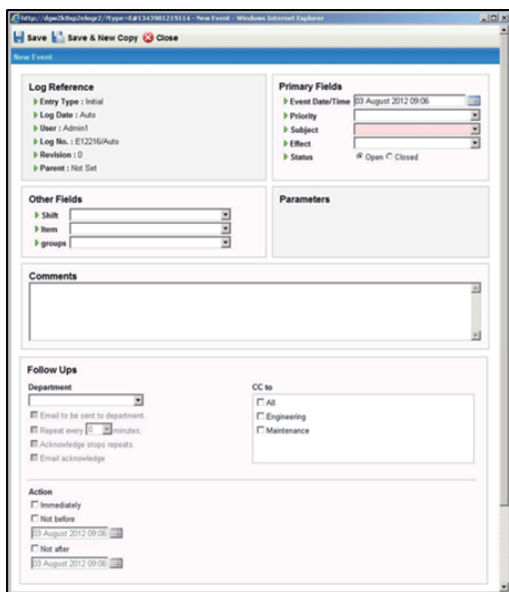 New Event - Windows Internet Explorer
Save Save & New Copy Close
New Event
Log Reference
Entry Type : Initial
Log Date : Auto
User : Admin1
Log No. : E12216/Auto
Revision : 0
Parent : Not Set
Primary Fields
Event Date/Time 03 August 2012 09:06
Priority
Subject
Effect
Status Open Closed
Other Fields
Shift
Item
groups
Parameters
Comments
Follow Ups
Department
Email to be sent to department.
Repeat every 0 minutes.
Acknowledge stops repeats.
Email acknowledge
CC to
All
Engineering
Maintenance
Action
Immediately
Not before
03 August 2012 09:06
Not after
03 August 2012 09:06